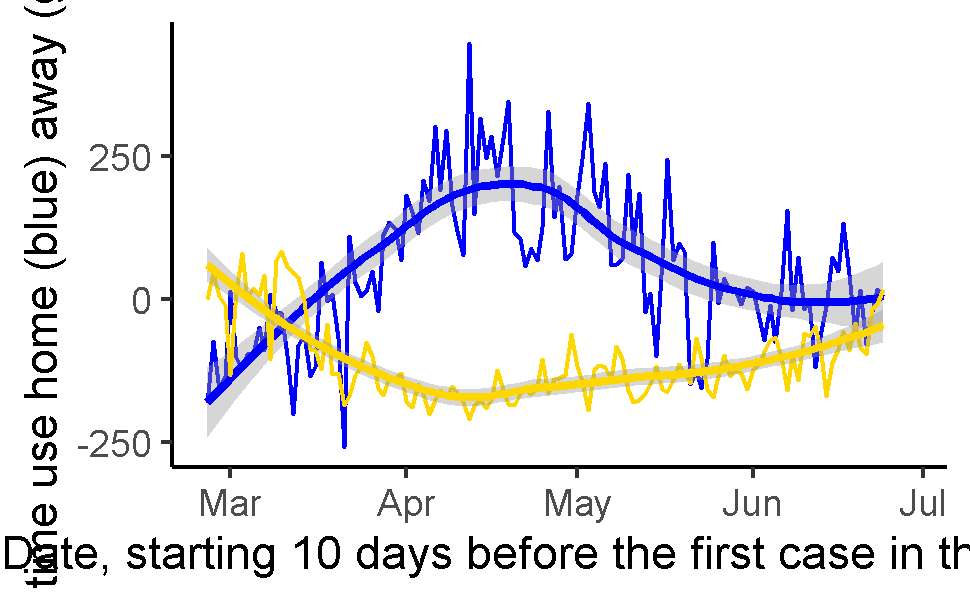 time use home (blue) away (
250
0
-250
Mar Apr May Jun Jul
Date, starting 10 days before the first case in th